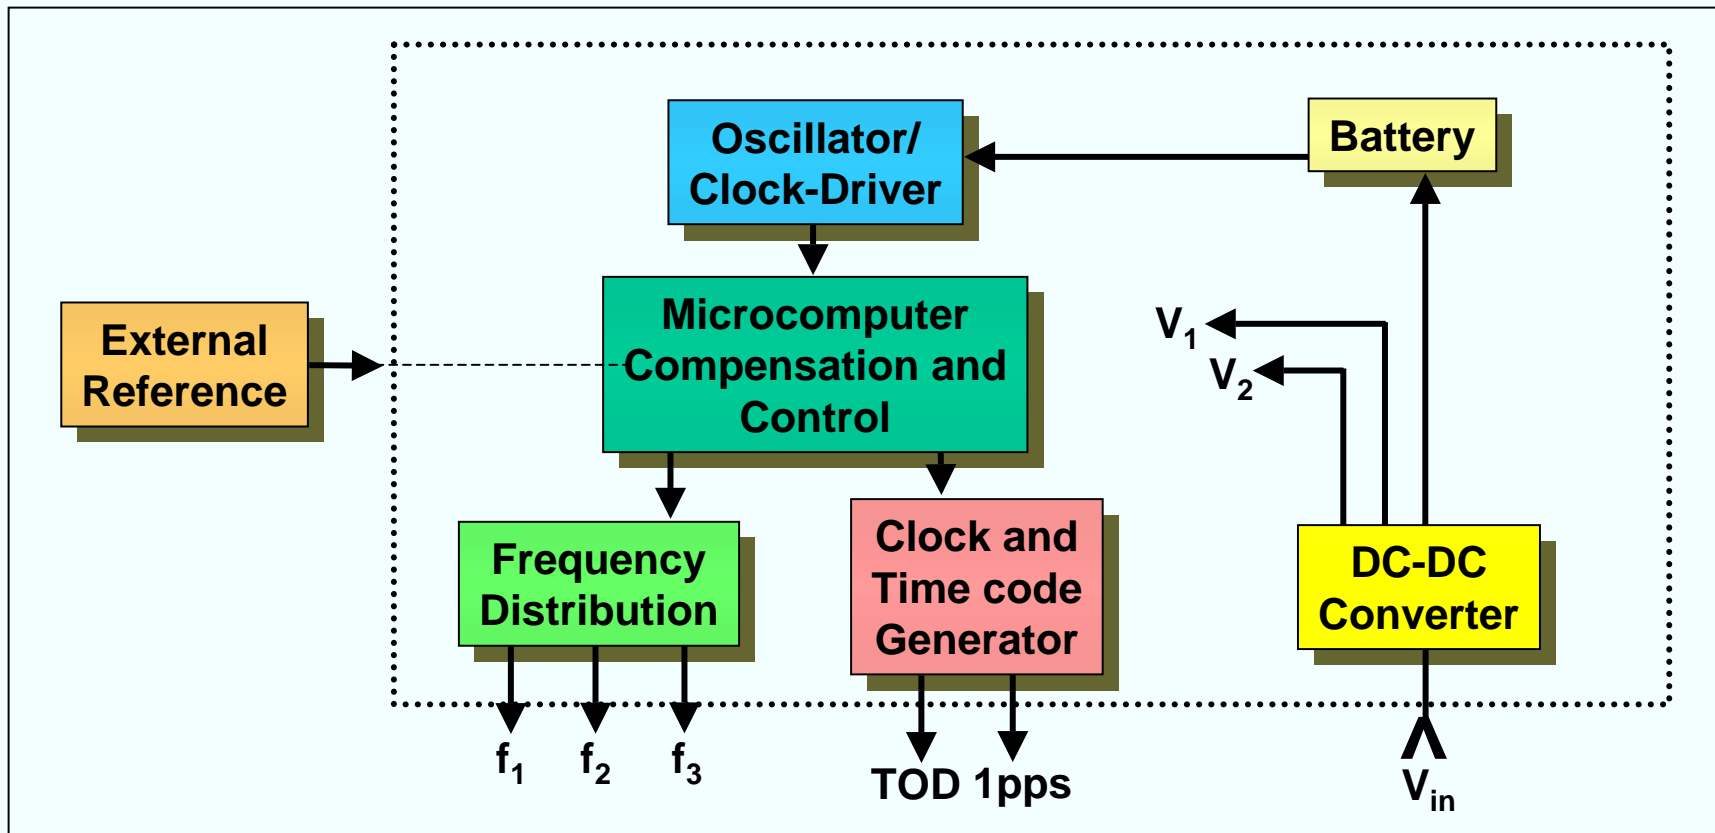 Oscillator/
Clock-Driver
Battery
External
Reference
Microcomputer
Compensation and
Control
V1
V2
Frequency
Distribution
Clock and
Time code
Generator
DC-DC
Converter
f1 f2 f3
TOD 1pps
Vin